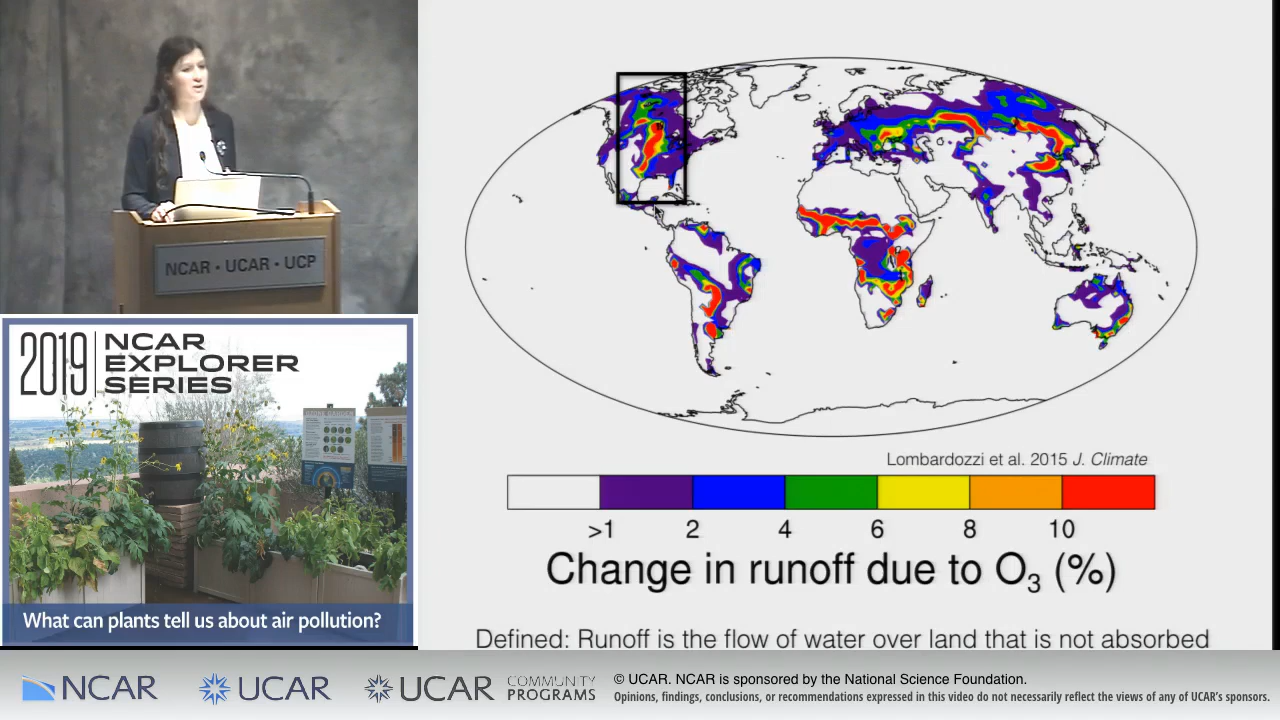 NCAR • UCAR • UCP
2019
NCAR
EXPLORER
SERIES
What can plants tell us about air pollution?
Lombardozzi et al. 2015 J. Climate
>1 2 4 6 8 10
Change in runoff due to O₃ (%)
Defined: Runoff is the flow of water over land that is not absorbed
NCAR
UCAR
UCAR
COMMUNITY
PROGRAMS
© UCAR. NCAR is sponsored by the National Science Foundation.
Opinions, findings, conclusions, or recommendations expressed in this video do not necessarily reflect the views of any of UCAR's sponsors.